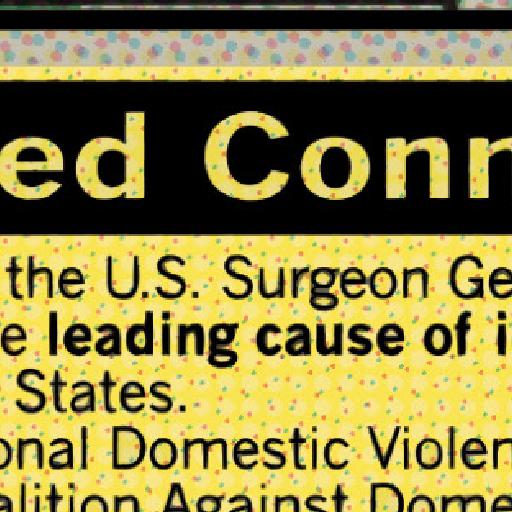 ed Conn
the U.S. Surgeon Ge
e leading cause of i
States.
onal Domestic Violen
alition Against Dome